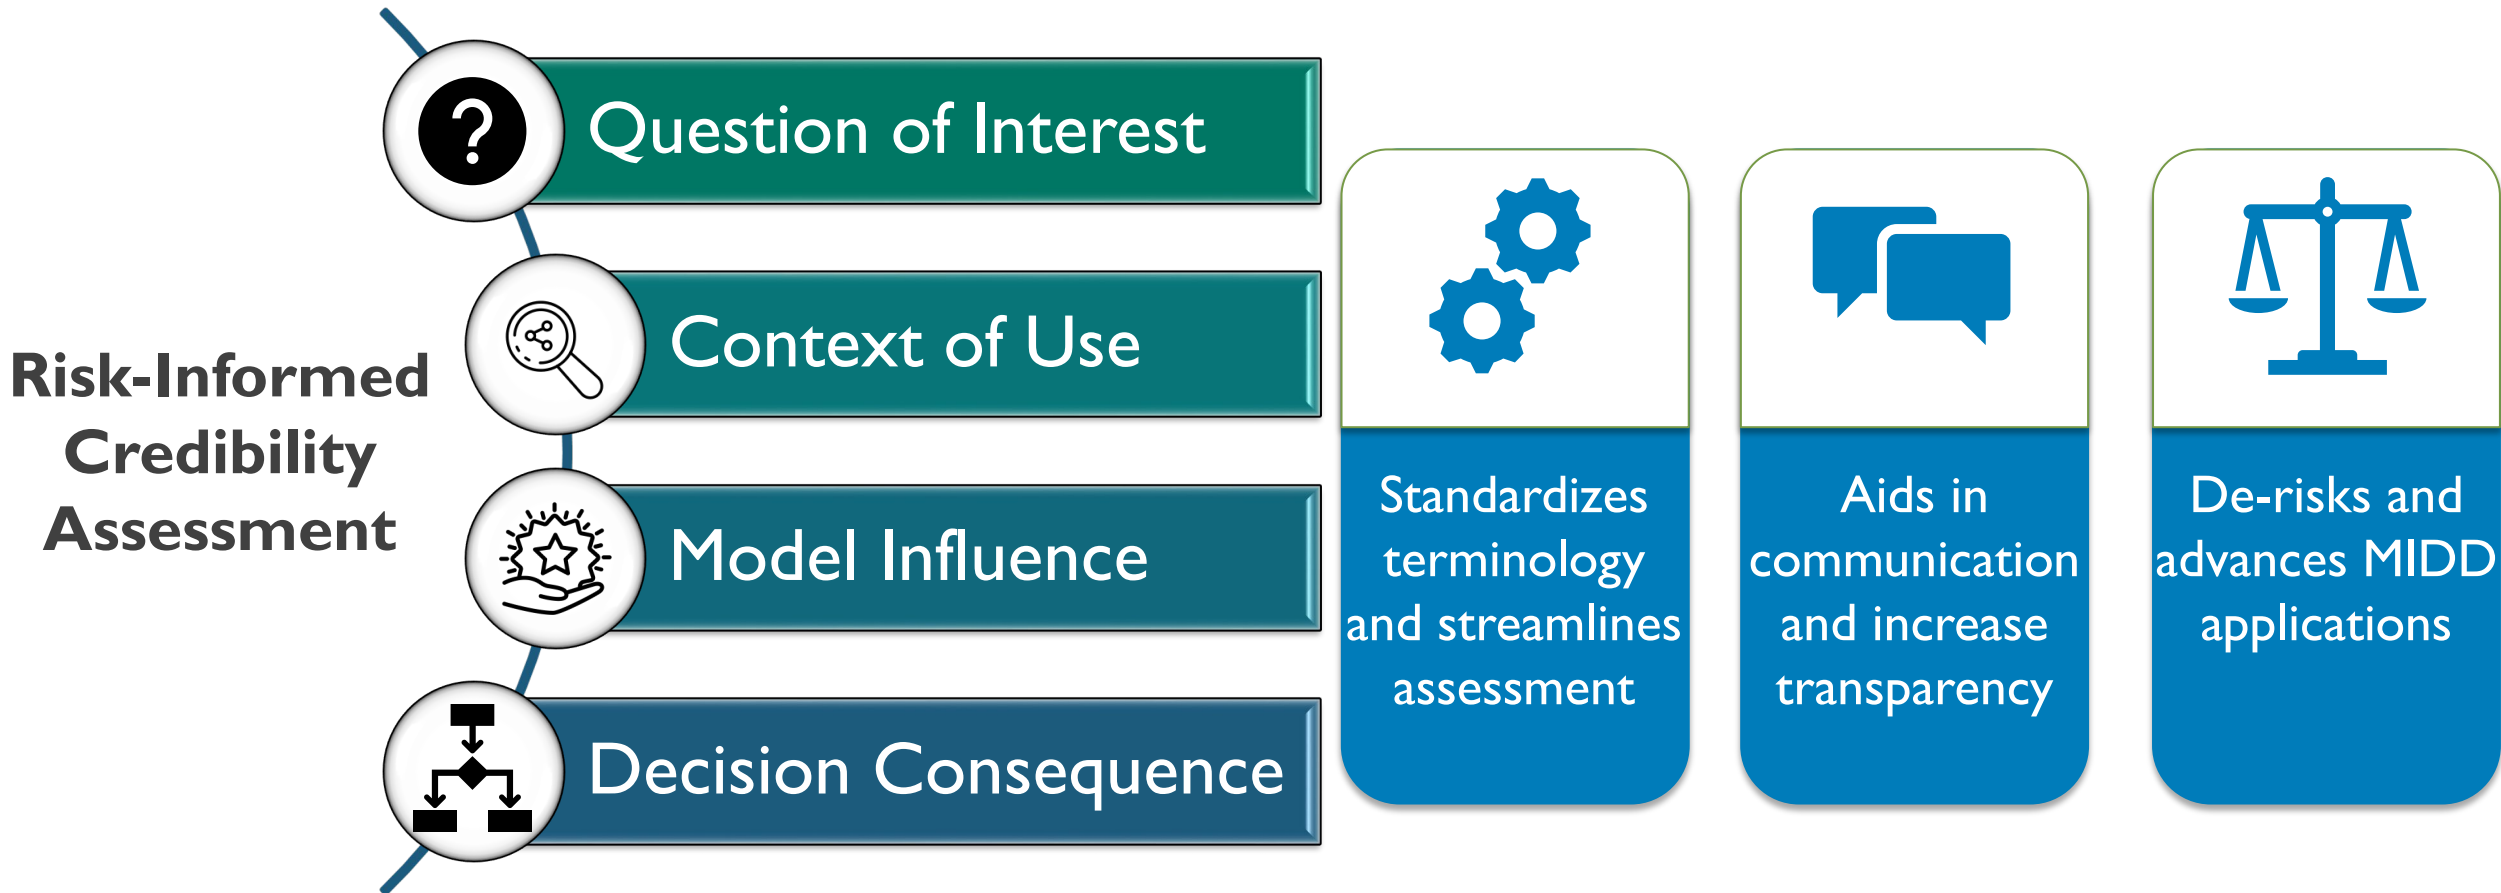 Risk-Informed
Credibility
Assessment
Question of Interest
Context of Use
Model Influence
Decision Consequence
Standardizes
terminology
and streamlines
assessment
Aids in
communication
and increase
transparency
De-risks and
advances MIDD
applications